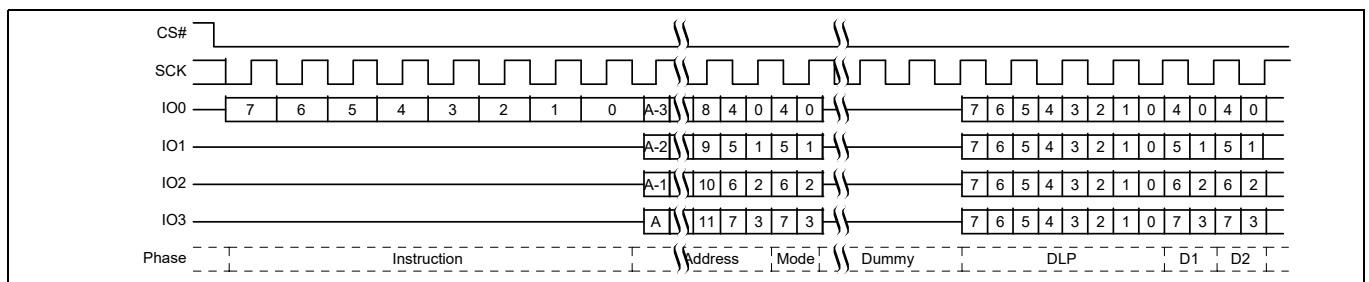 CS#
SCK
IO0 7 6 5 4 3 2 1 0 A-3 8 4 0 4 0 7 6 5 4 3 2 1 0 4 0 4 0
IO1 A-2 9 5 1 5 1 7 6 5 4 3 2 1 0 5 1 5 1
IO2 A-1 10 6 2 6 2 7 6 5 4 3 2 1 0 6 2 6 2
IO3 A 11 7 3 7 3 7 6 5 4 3 2 1 0 7 3 7 3
Phase Instruction Address Mode Dummy DLP D1 D2